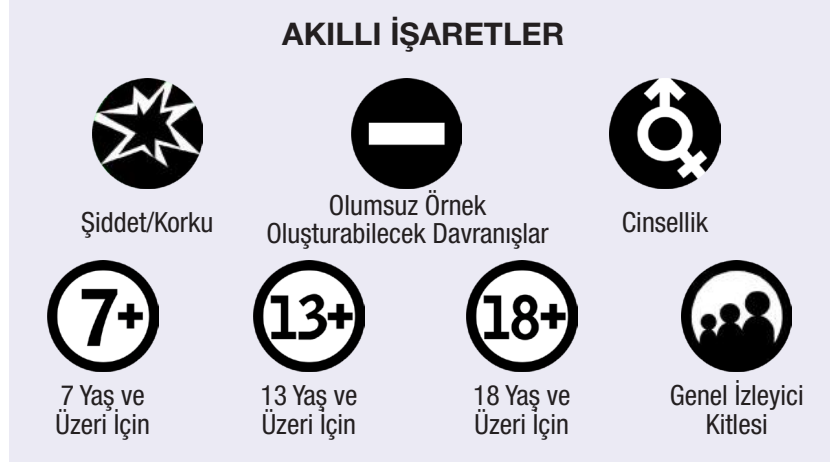 AKILLI İŞARETLER
Şiddet/Korku
Olumsuz Örnek
Oluşturabilecek Davranışlar
Cinsellik
7+
13+
18+
7 Yaş ve
Üzeri İçin
13 Yaş ve
Üzeri İçin
18 Yaş ve
Üzeri İçin
Genel İzleyici
Kitlesi